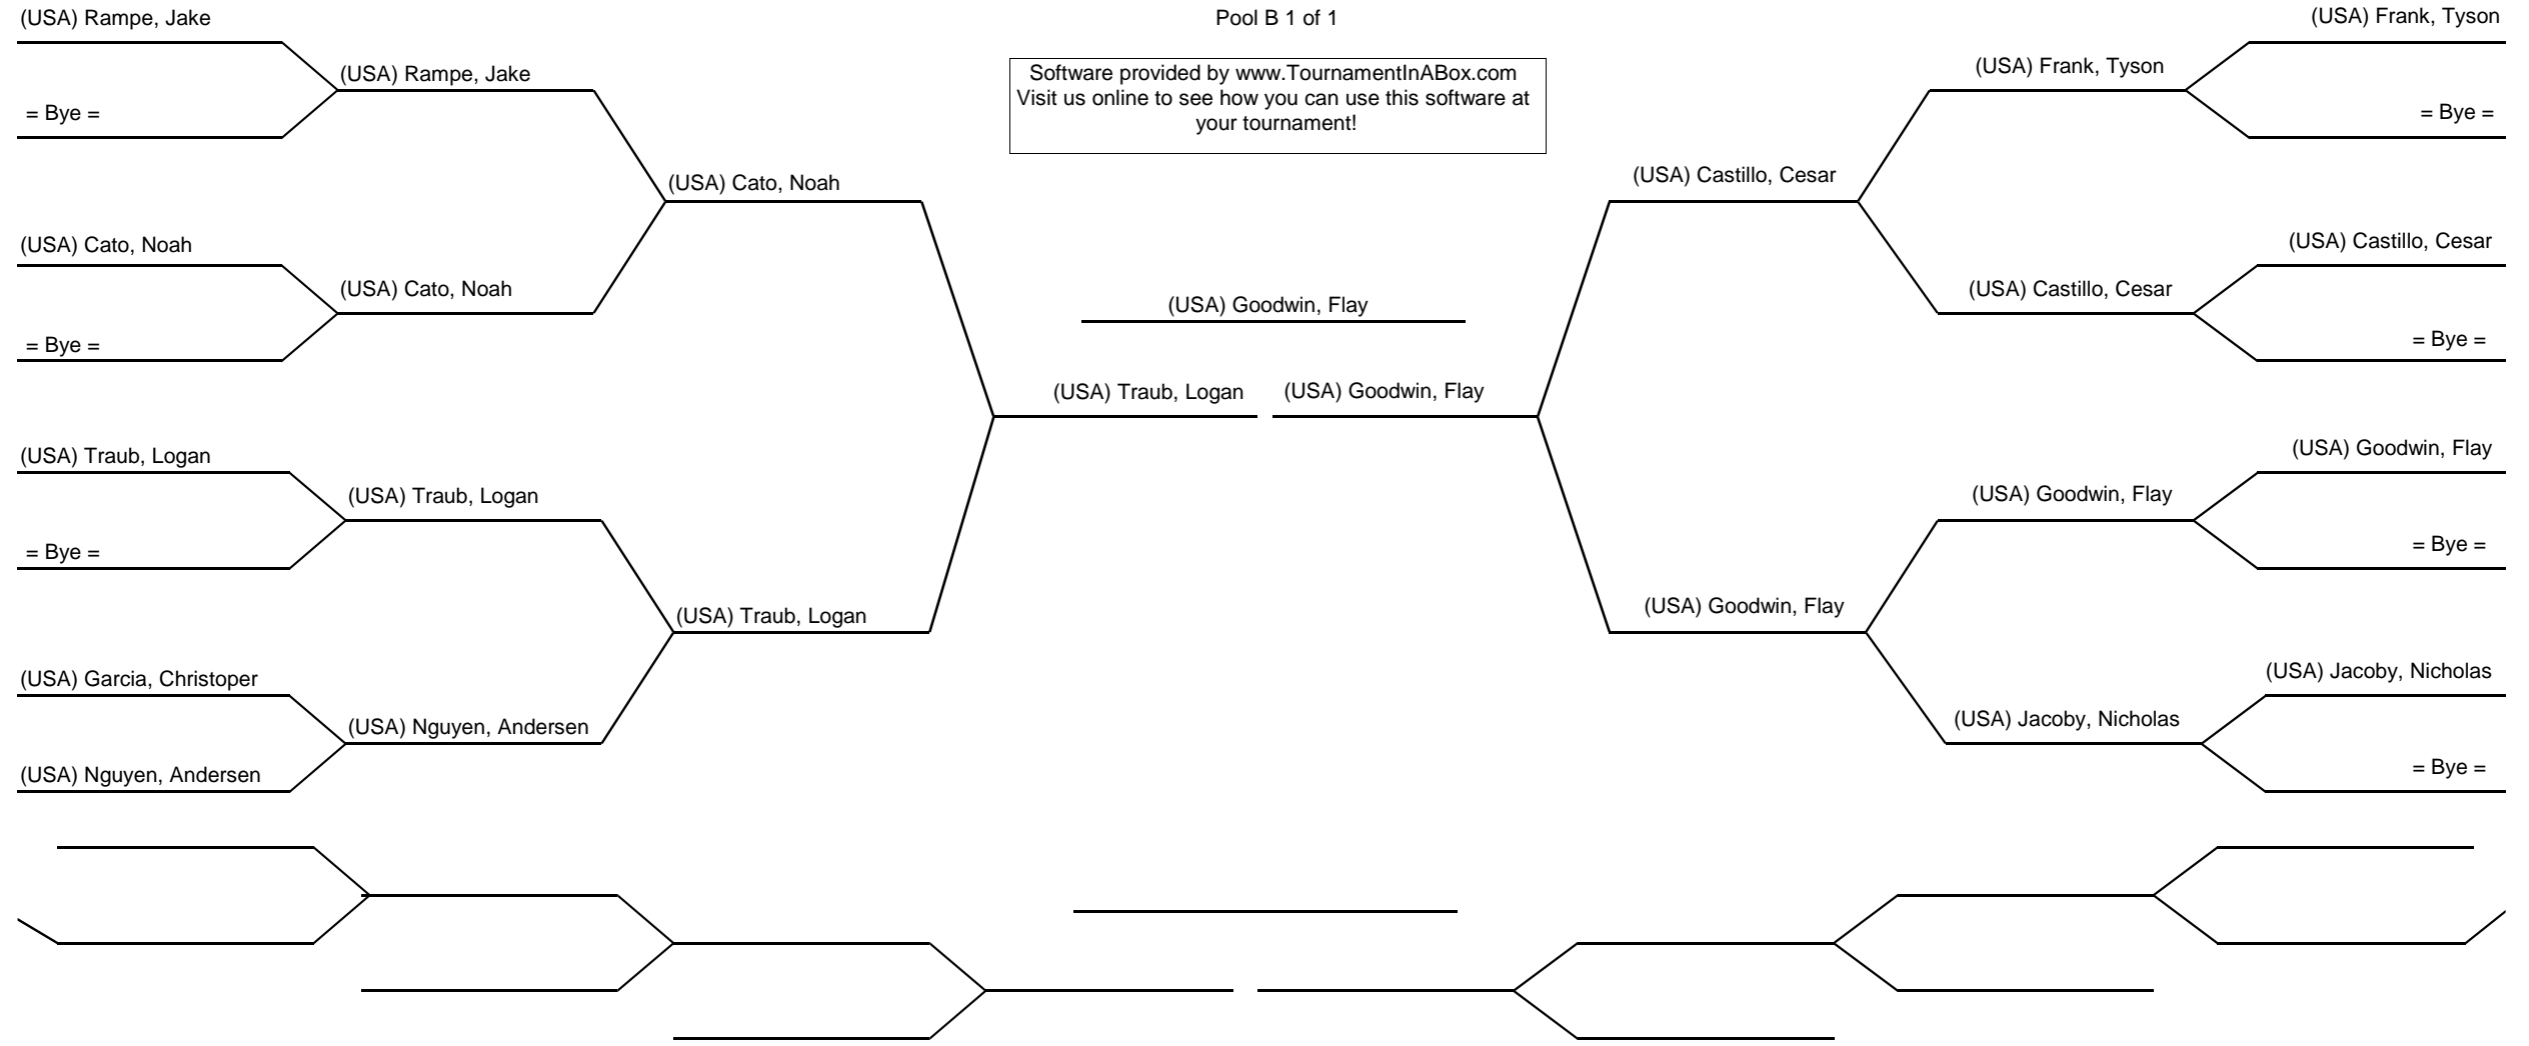 (USA) Rampe, Jake
= Bye =
(USA) Cato, Noah
= Bye =
(USA) Traub, Logan
= Bye =
(USA) Garcia, Christoper
(USA) Nguyen, Andersen
(USA) Rampe, Jake
(USA) Cato, Noah
(USA) Traub, Logan
(USA) Nguyen, Andersen
(USA) Cato, Noah
(USA) Traub, Logan
Pool B 1 of 1
Software provided by www.TournamentInABox.com
Visit us online to see how you can use this software at
your tournament!
(USA) Goodwin, Flay
(USA) Traub, Logan
(USA) Goodwin, Flay
(USA) Castillo, Cesar
(USA) Goodwin, Flay
(USA) Frank, Tyson
(USA) Castillo, Cesar
(USA) Goodwin, Flay
(USA) Jacoby, Nicholas
(USA) Frank, Tyson
= Bye =
(USA) Castillo, Cesar
= Bye =
(USA) Goodwin, Flay
= Bye =
(USA) Jacoby, Nicholas
= Bye =